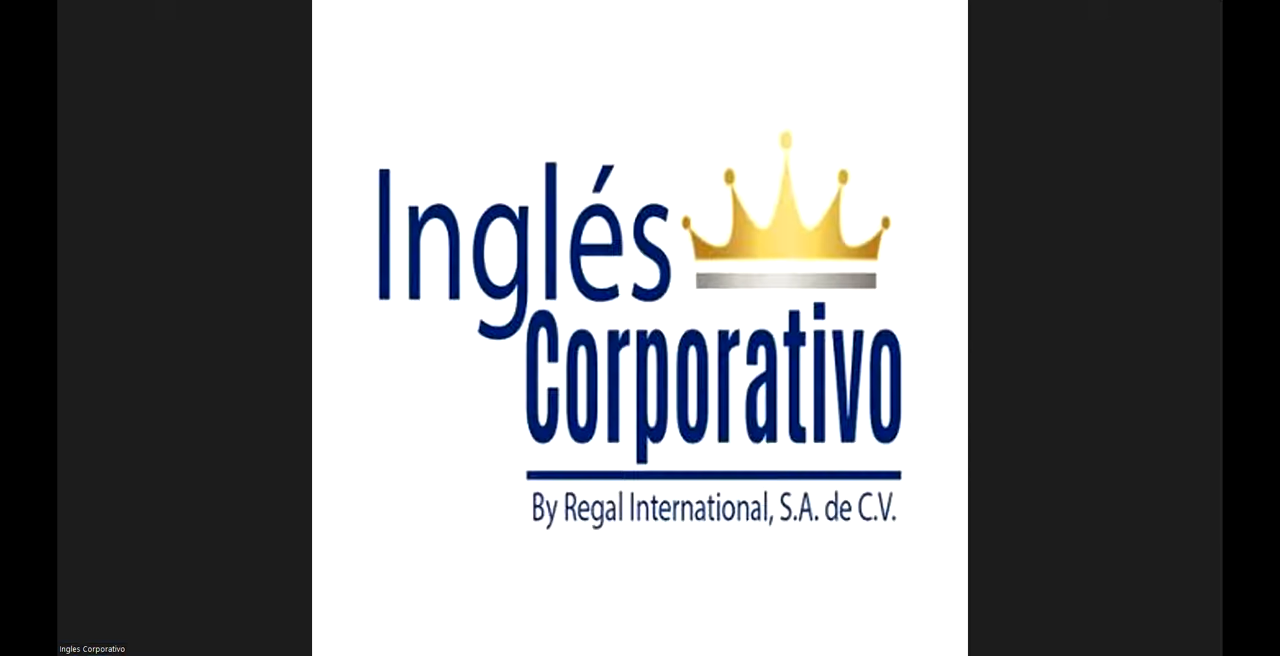 Inglés
Corporativo
By Regal International, S.A. de C.V.
Ingles Corporativo